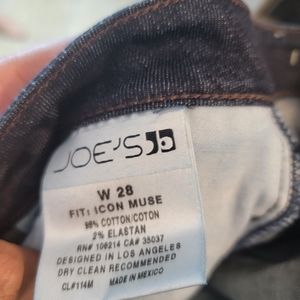 JOE'S
W 28
FIT: ICON MUSE
98% COTTON/COTON
2% ELASTAN
RN# 106214 CA# 35037
DESIGNED IN LOS ANGELES
DRY CLEAN RECOMMENDED
CL#114M MADE IN MEXICO